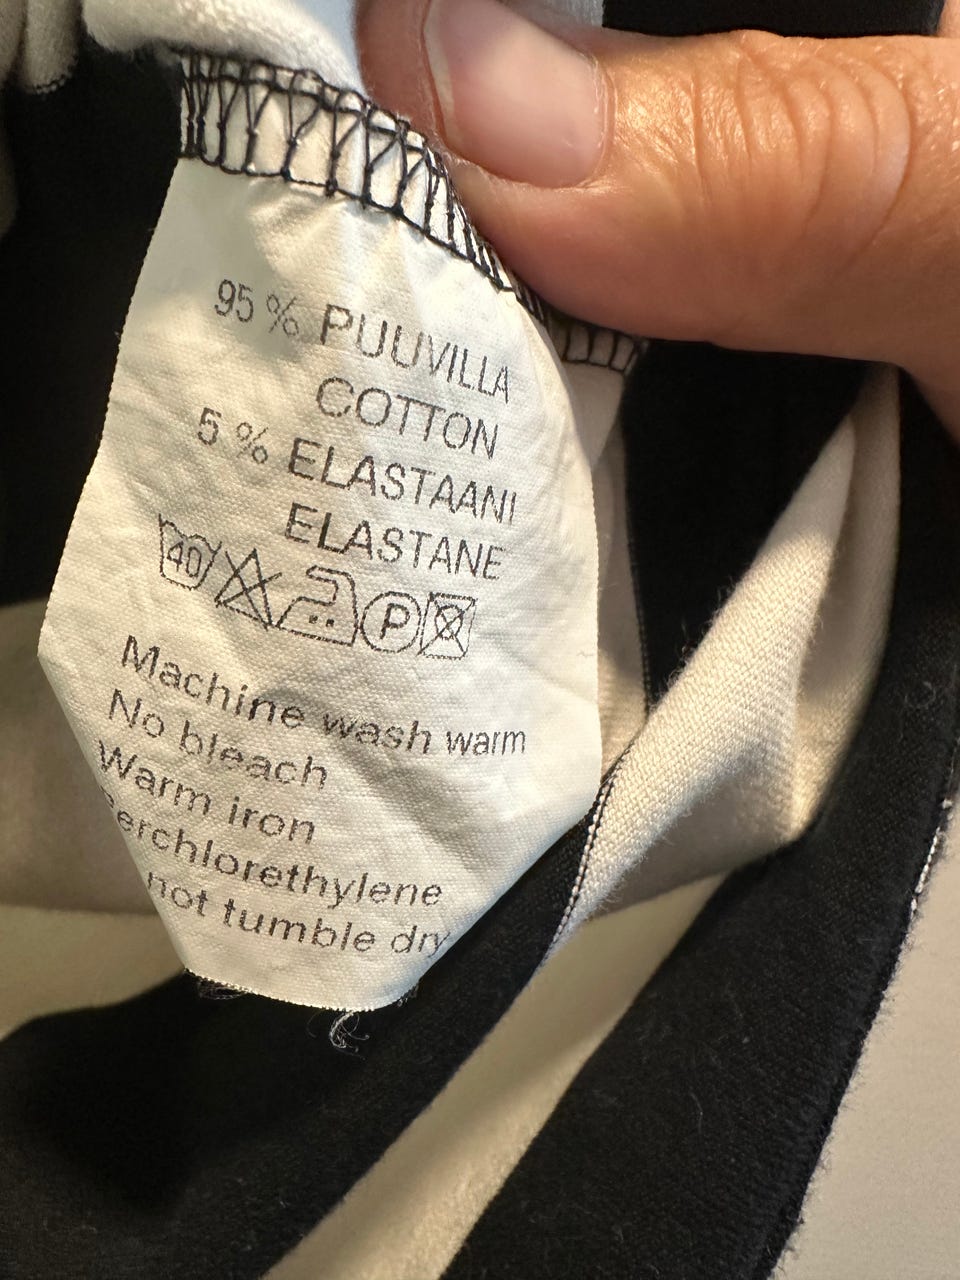 95 % PUUVILLA
COTTON
5 % ELASTAANI
ELASTANE
40 P
Machine wash warm
No bleach
Warm iron
erchlorethylene
not tumble dry